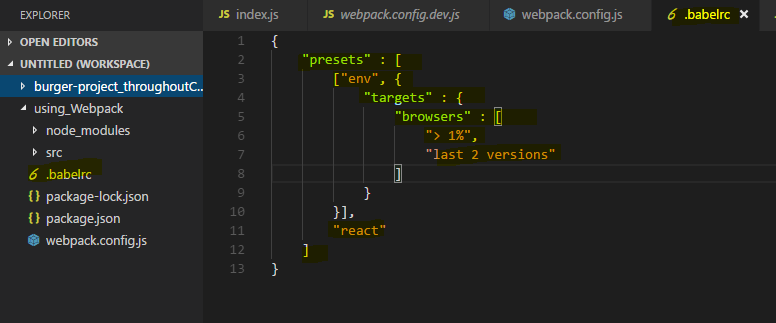 EXPLORER
OPEN EDITORS
UNTITLED (WORKSPACE)
burger-project_throughoutC...
using_Webpack
node_modules
src
.babelrc
package-lock.json
package.json
webpack.config.js
JS index.js webpack.config.dev.js webpack.config.js .babelrc ×
1 {
2 "presets" : [
3 ["env", {
4 "targets" : {
5 "browsers" : [
6 "> 1%",
7 "last 2 versions"
8 ]
9 }
10 }],
11 "react"
12 ]
13 }